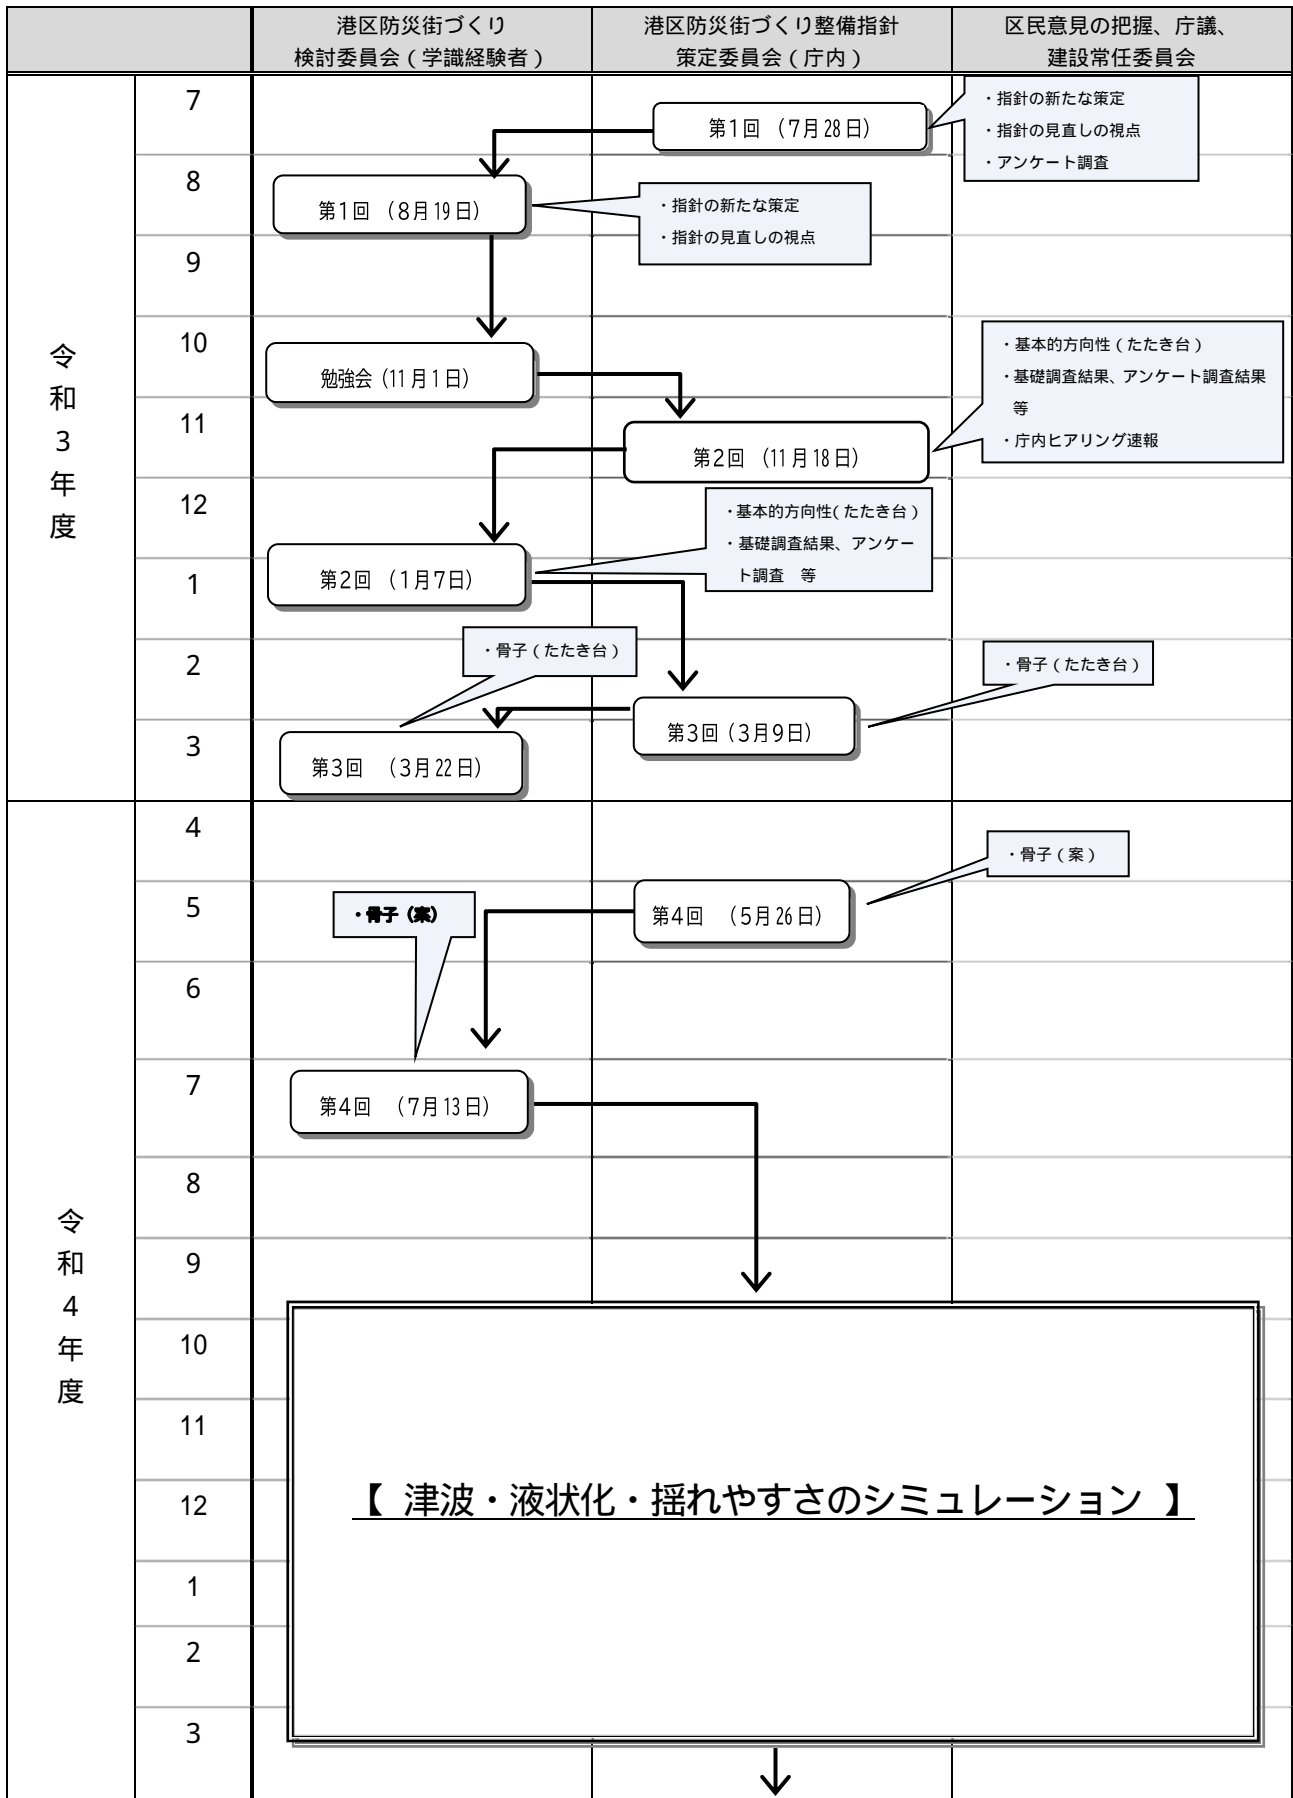 港区防災街づくり
検討委員会（学識経験者）
港区防災街づくり整備指針
策定委員会（庁内）
区民意見の把握、庁議、
建設常任委員会
令和3年度
7
第1回 （7月28日）
・指針の新たな策定
・指針の見直しの視点
・アンケート調査
8
第1回 （8月19日）
・指針の新たな策定
・指針の見直しの視点
9
10
勉強会（11月1日）
・基本的方向性（たたき台）
・基礎調査結果、アンケート調査結果
等
・庁内ヒアリング速報
11
第2回 （11月18日）
12
・基本的方向性（たたき台）
・基礎調査結果、アンケー
ト調査　等
1
第2回 （1月7日）
2
・骨子（たたき台）
・骨子（たたき台）
第3回（3月9日）
3
第3回　（3月22日）
令和4年度
4
・骨子（案）
5
・骨子（案）
第4回　（5月26日）
6
7
第4回　（7月13日）
8
9
10
11
12
【 津波・液状化・揺れやすさのシミュレーション 】
1
2
3